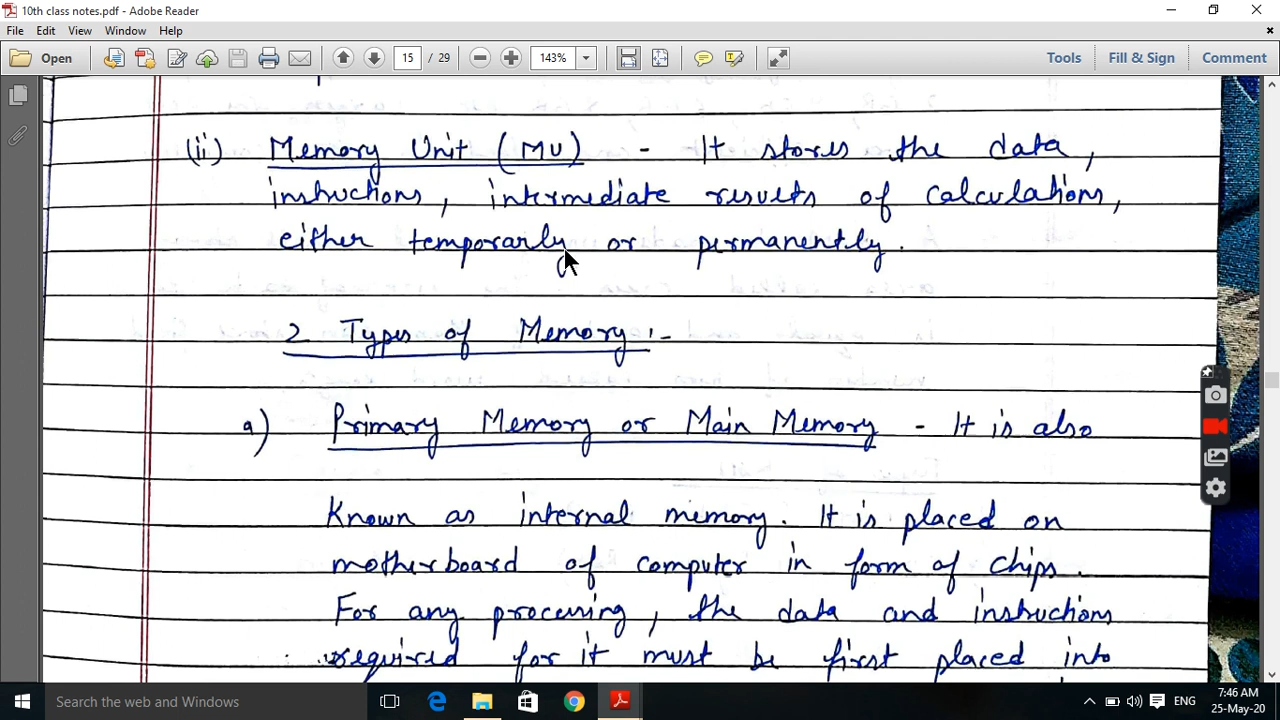 10th class notes.pdf - Adobe Reader
File Edit View Window Help
Open 15 / 29 143% Tools Fill & Sign Comment
(ii) Memory Unit (MU) - It stores the data,
instructions, intermediate results of calculations,
either temporarly or permanently.
2 Types of Memory :-
a) Primary Memory or Main Memory - It is also
Known as internal memory. It is placed on
motherboard of computer in form of chips.
For any processing, the data and instructions
required for it must be first placed into
Search the web and Windows
ENG
7:46 AM
25-May-20